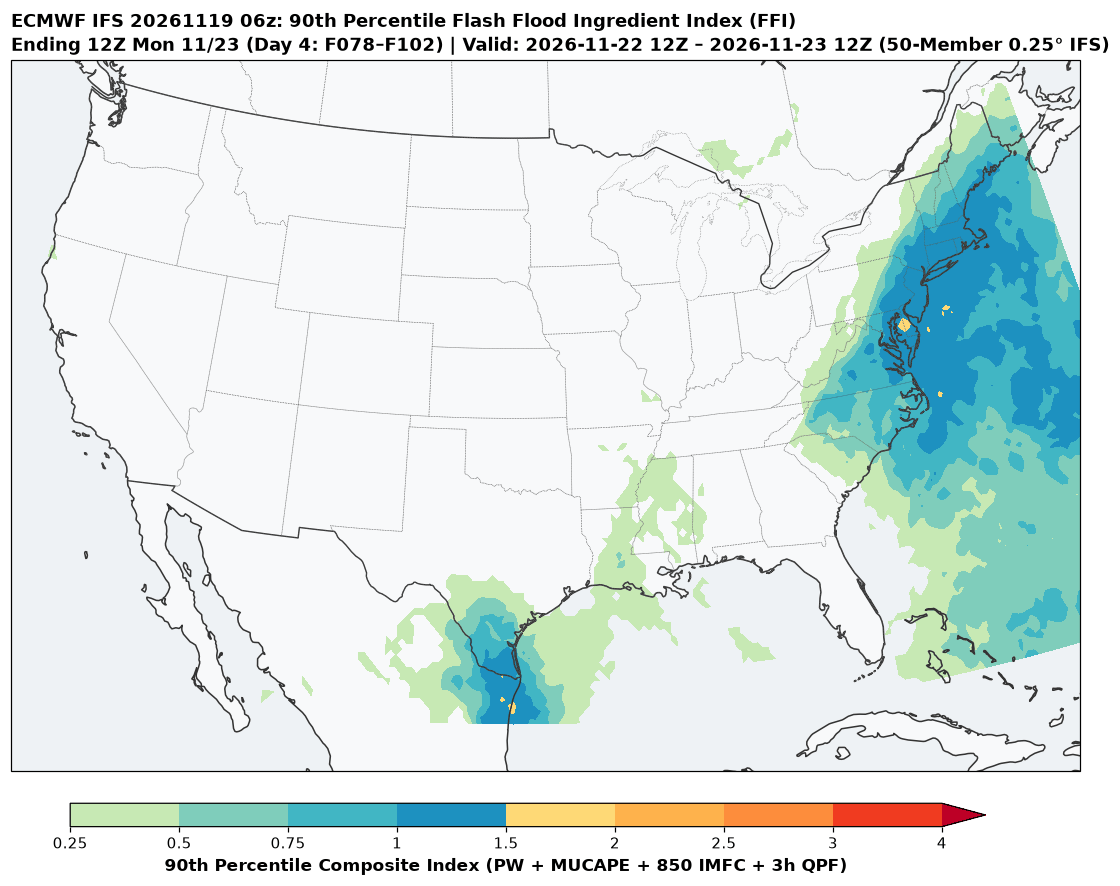 ECMWF IFS 20261119 06z: 90th Percentile Flash Flood Ingredient Index (FFI)
Ending 12Z Mon 11/23 (Day 4: F078–F102) | Valid: 2026-11-22 12Z – 2026-11-23 12Z (50-Member 0.25° IFS)
0.25 0.5 0.75 1 1.5 2 2.5 3 4
90th Percentile Composite Index (PW + MUCAPE + 850 IMFC + 3h QPF)